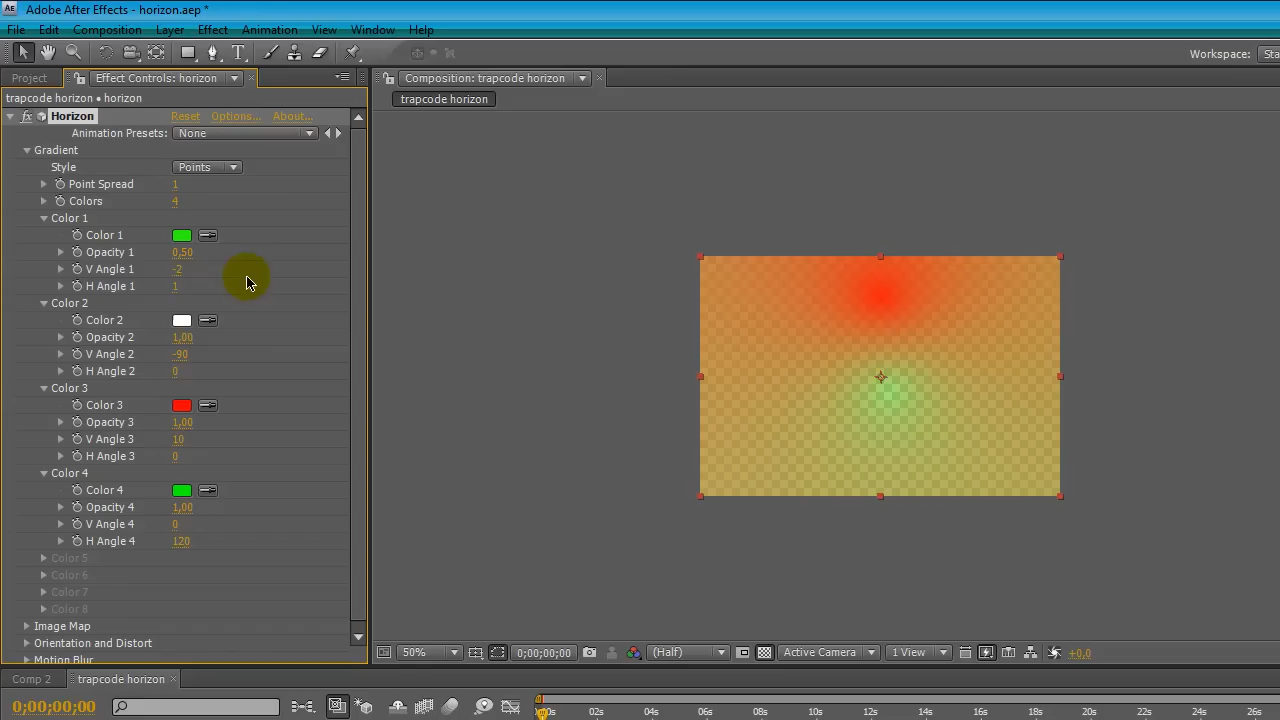 Adobe After Effects - horizon.aep *
File Edit Composition Layer Effect Animation View Window Help
Workspace: Sta
Project Effect Controls: horizon Composition: trapcode horizon
trapcode horizon • horizon trapcode horizon
fx Horizon Reset Options... About...
Animation Presets: None
Gradient
Style Points
Point Spread 1
Colors 4
Color 1
Color 1
Opacity 1 0,50
V Angle 1 -2
H Angle 1 1
Color 2
Color 2
Opacity 2 1,00
V Angle 2 -90
H Angle 2 0
Color 3
Color 3
Opacity 3 1,00
V Angle 3 10
H Angle 3 0
Color 4
Color 4
Opacity 4 1,00
V Angle 4 0
H Angle 4 120
Color 5
Color 6
Color 7
Color 8
Image Map
Orientation and Distort
Motion Blur
50% 0;00;00;00 (Half) Active Camera 1 View +0,0
Comp 2 trapcode horizon
0;00;00;00 02s 04s 06s 08s 10s 12s 14s 16s 18s 20s 22s 24s 26s